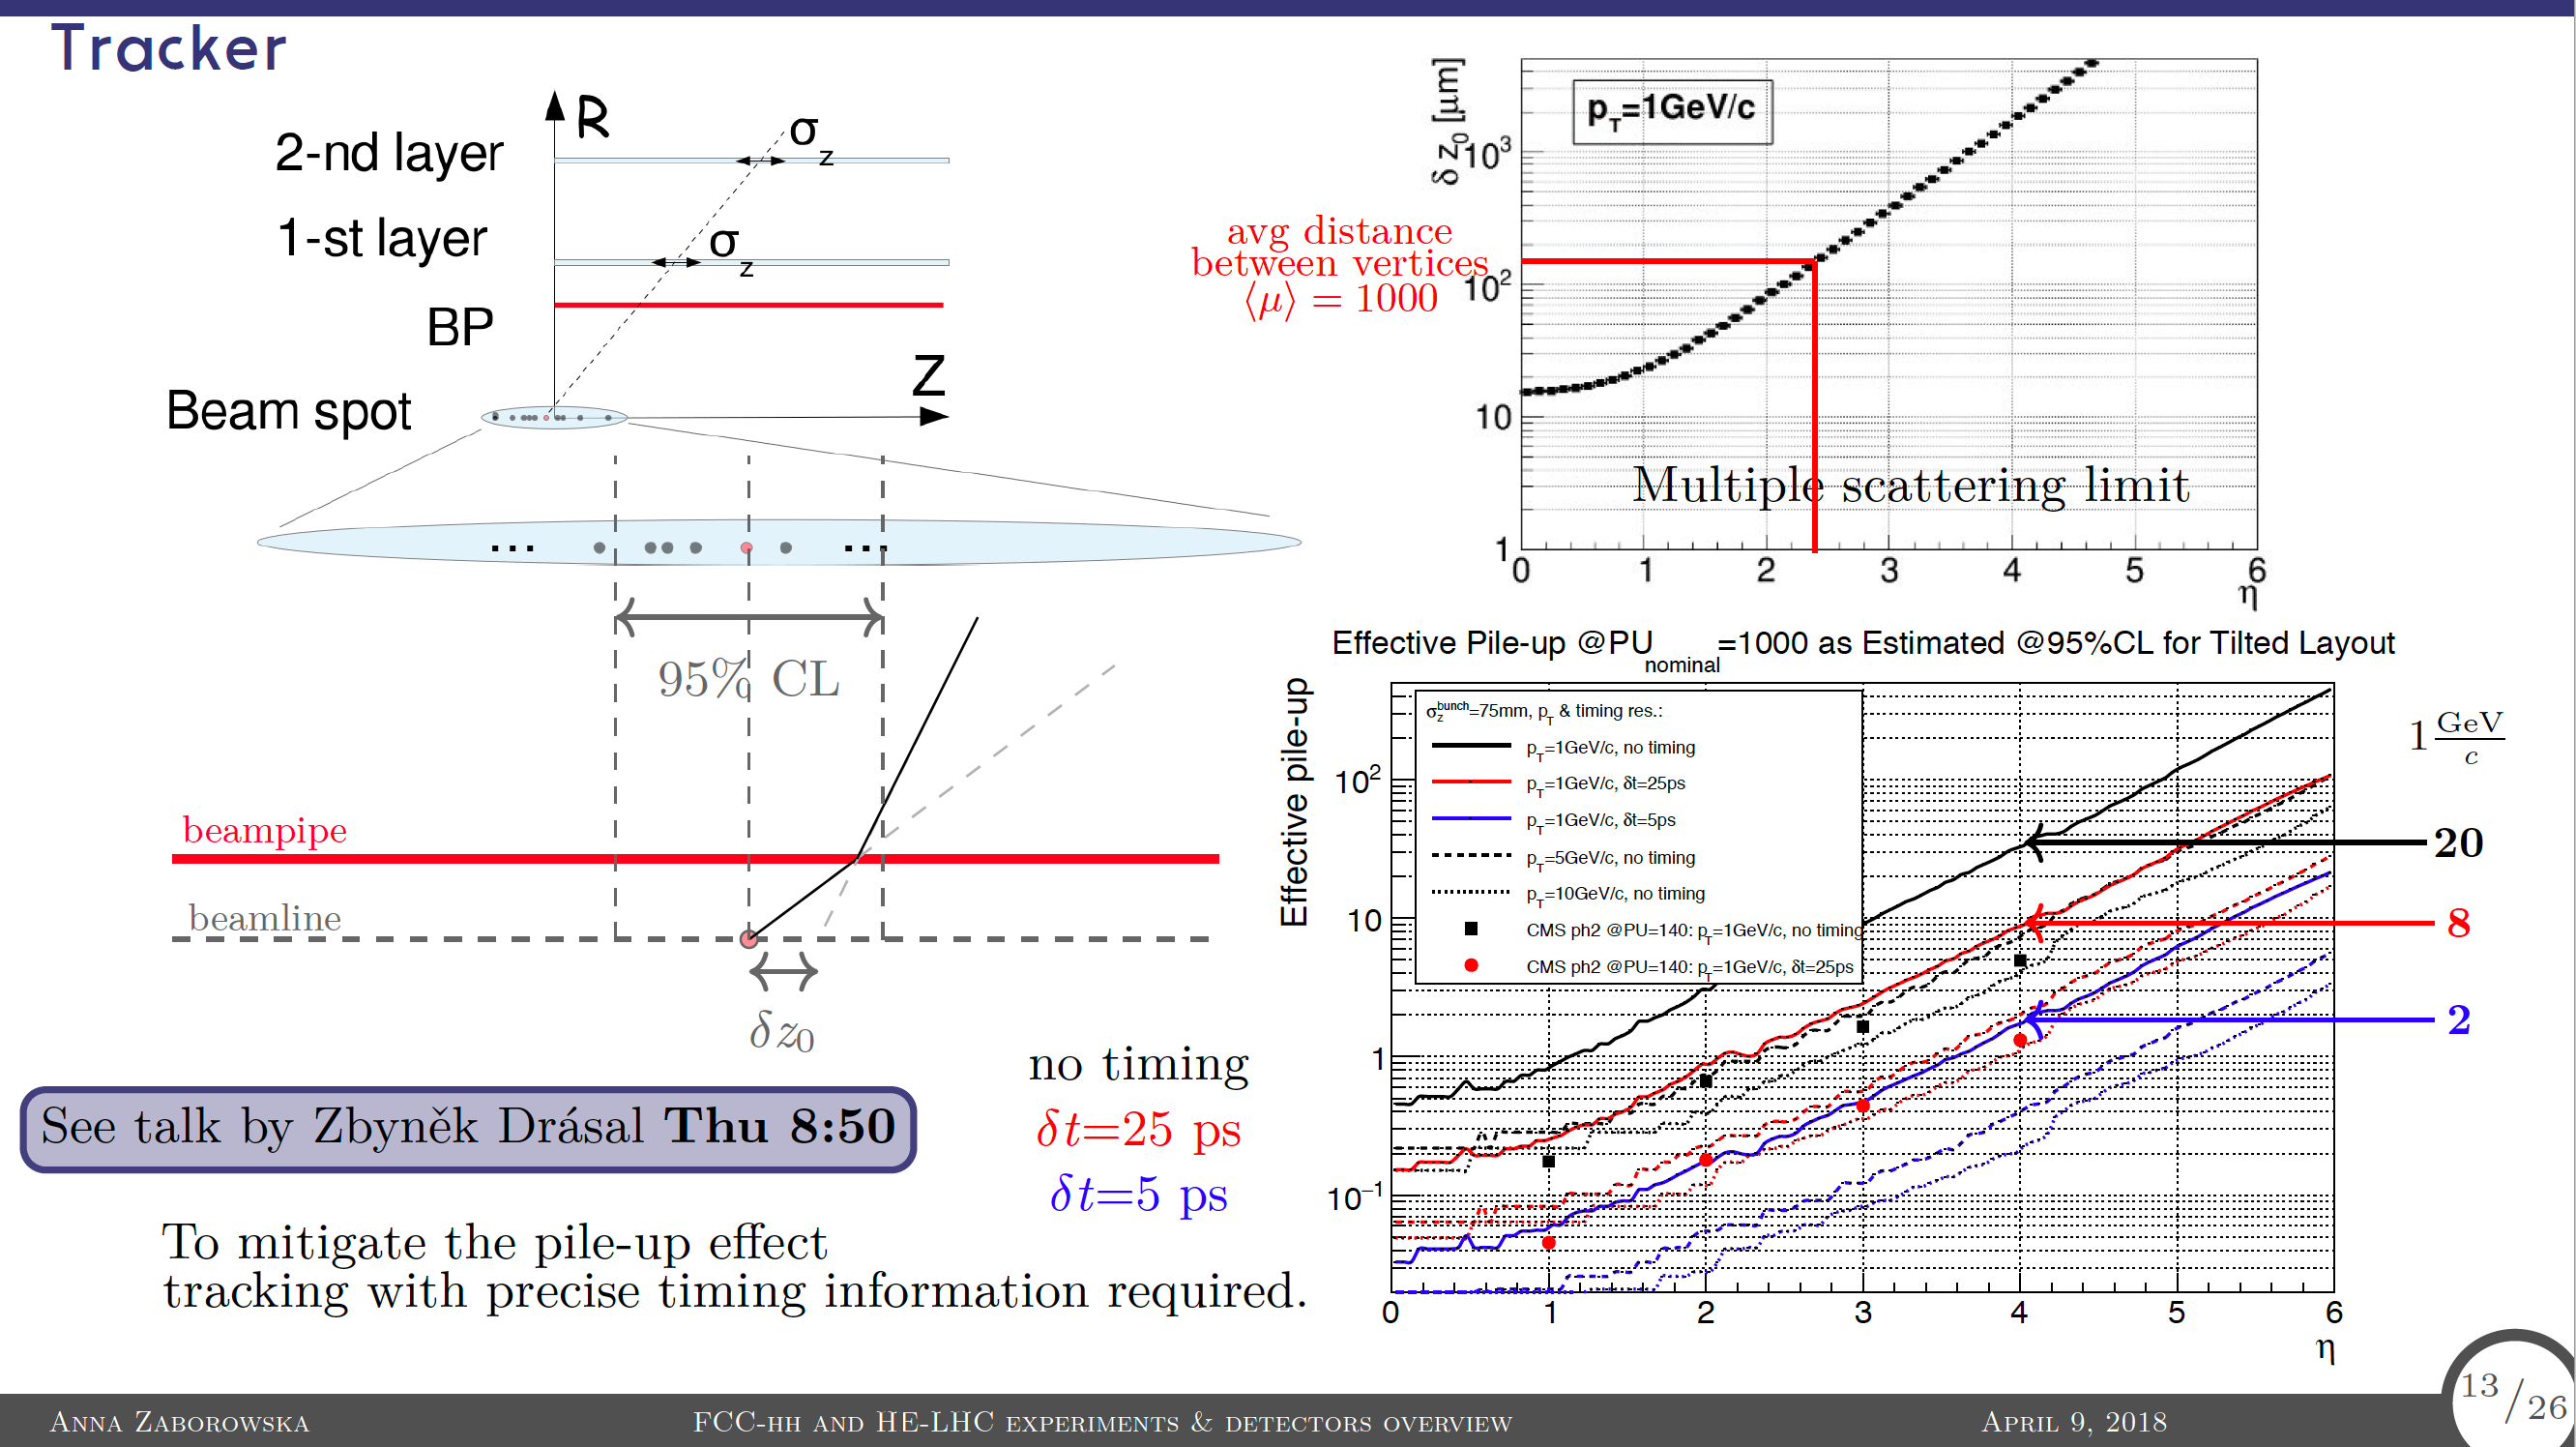 Tracker
R
2-nd layer
σz
1-st layer
σz
BP
Z
Beam spot
95% CL
beampipe
beamline
δz0
See talk by Zbyněk Drásal Thu 8:50
no timing
δt=25 ps
δt=5 ps
To mitigate the pile-up effect
tracking with precise timing information required.
avg distance
between vertices
⟨μ⟩ = 1000
δ z0 [μm]
pT=1GeV/c
10³
10²
10
1
Multiple scattering limit
0 1 2 3 4 5 6
η
Effective Pile-up @PUnominal=1000 as Estimated @95%CL for Tilted Layout
Effective pile-up
σz^bunch=75mm, pT & timing res.:
pT=1GeV/c, no timing
pT=1GeV/c, δt=25ps
pT=1GeV/c, δt=5ps
pT=5GeV/c, no timing
pT=10GeV/c, no timing
CMS ph2 @PU=140: pT=1GeV/c, no timing
CMS ph2 @PU=140: pT=1GeV/c, δt=25ps
10²
10
1
10⁻¹
0 1 2 3 4 5 6
η
1 GeV/c
20
8
2
Anna Zaborowska FCC-hh and HE-LHC experiments & detectors overview April 9, 2018
13/26